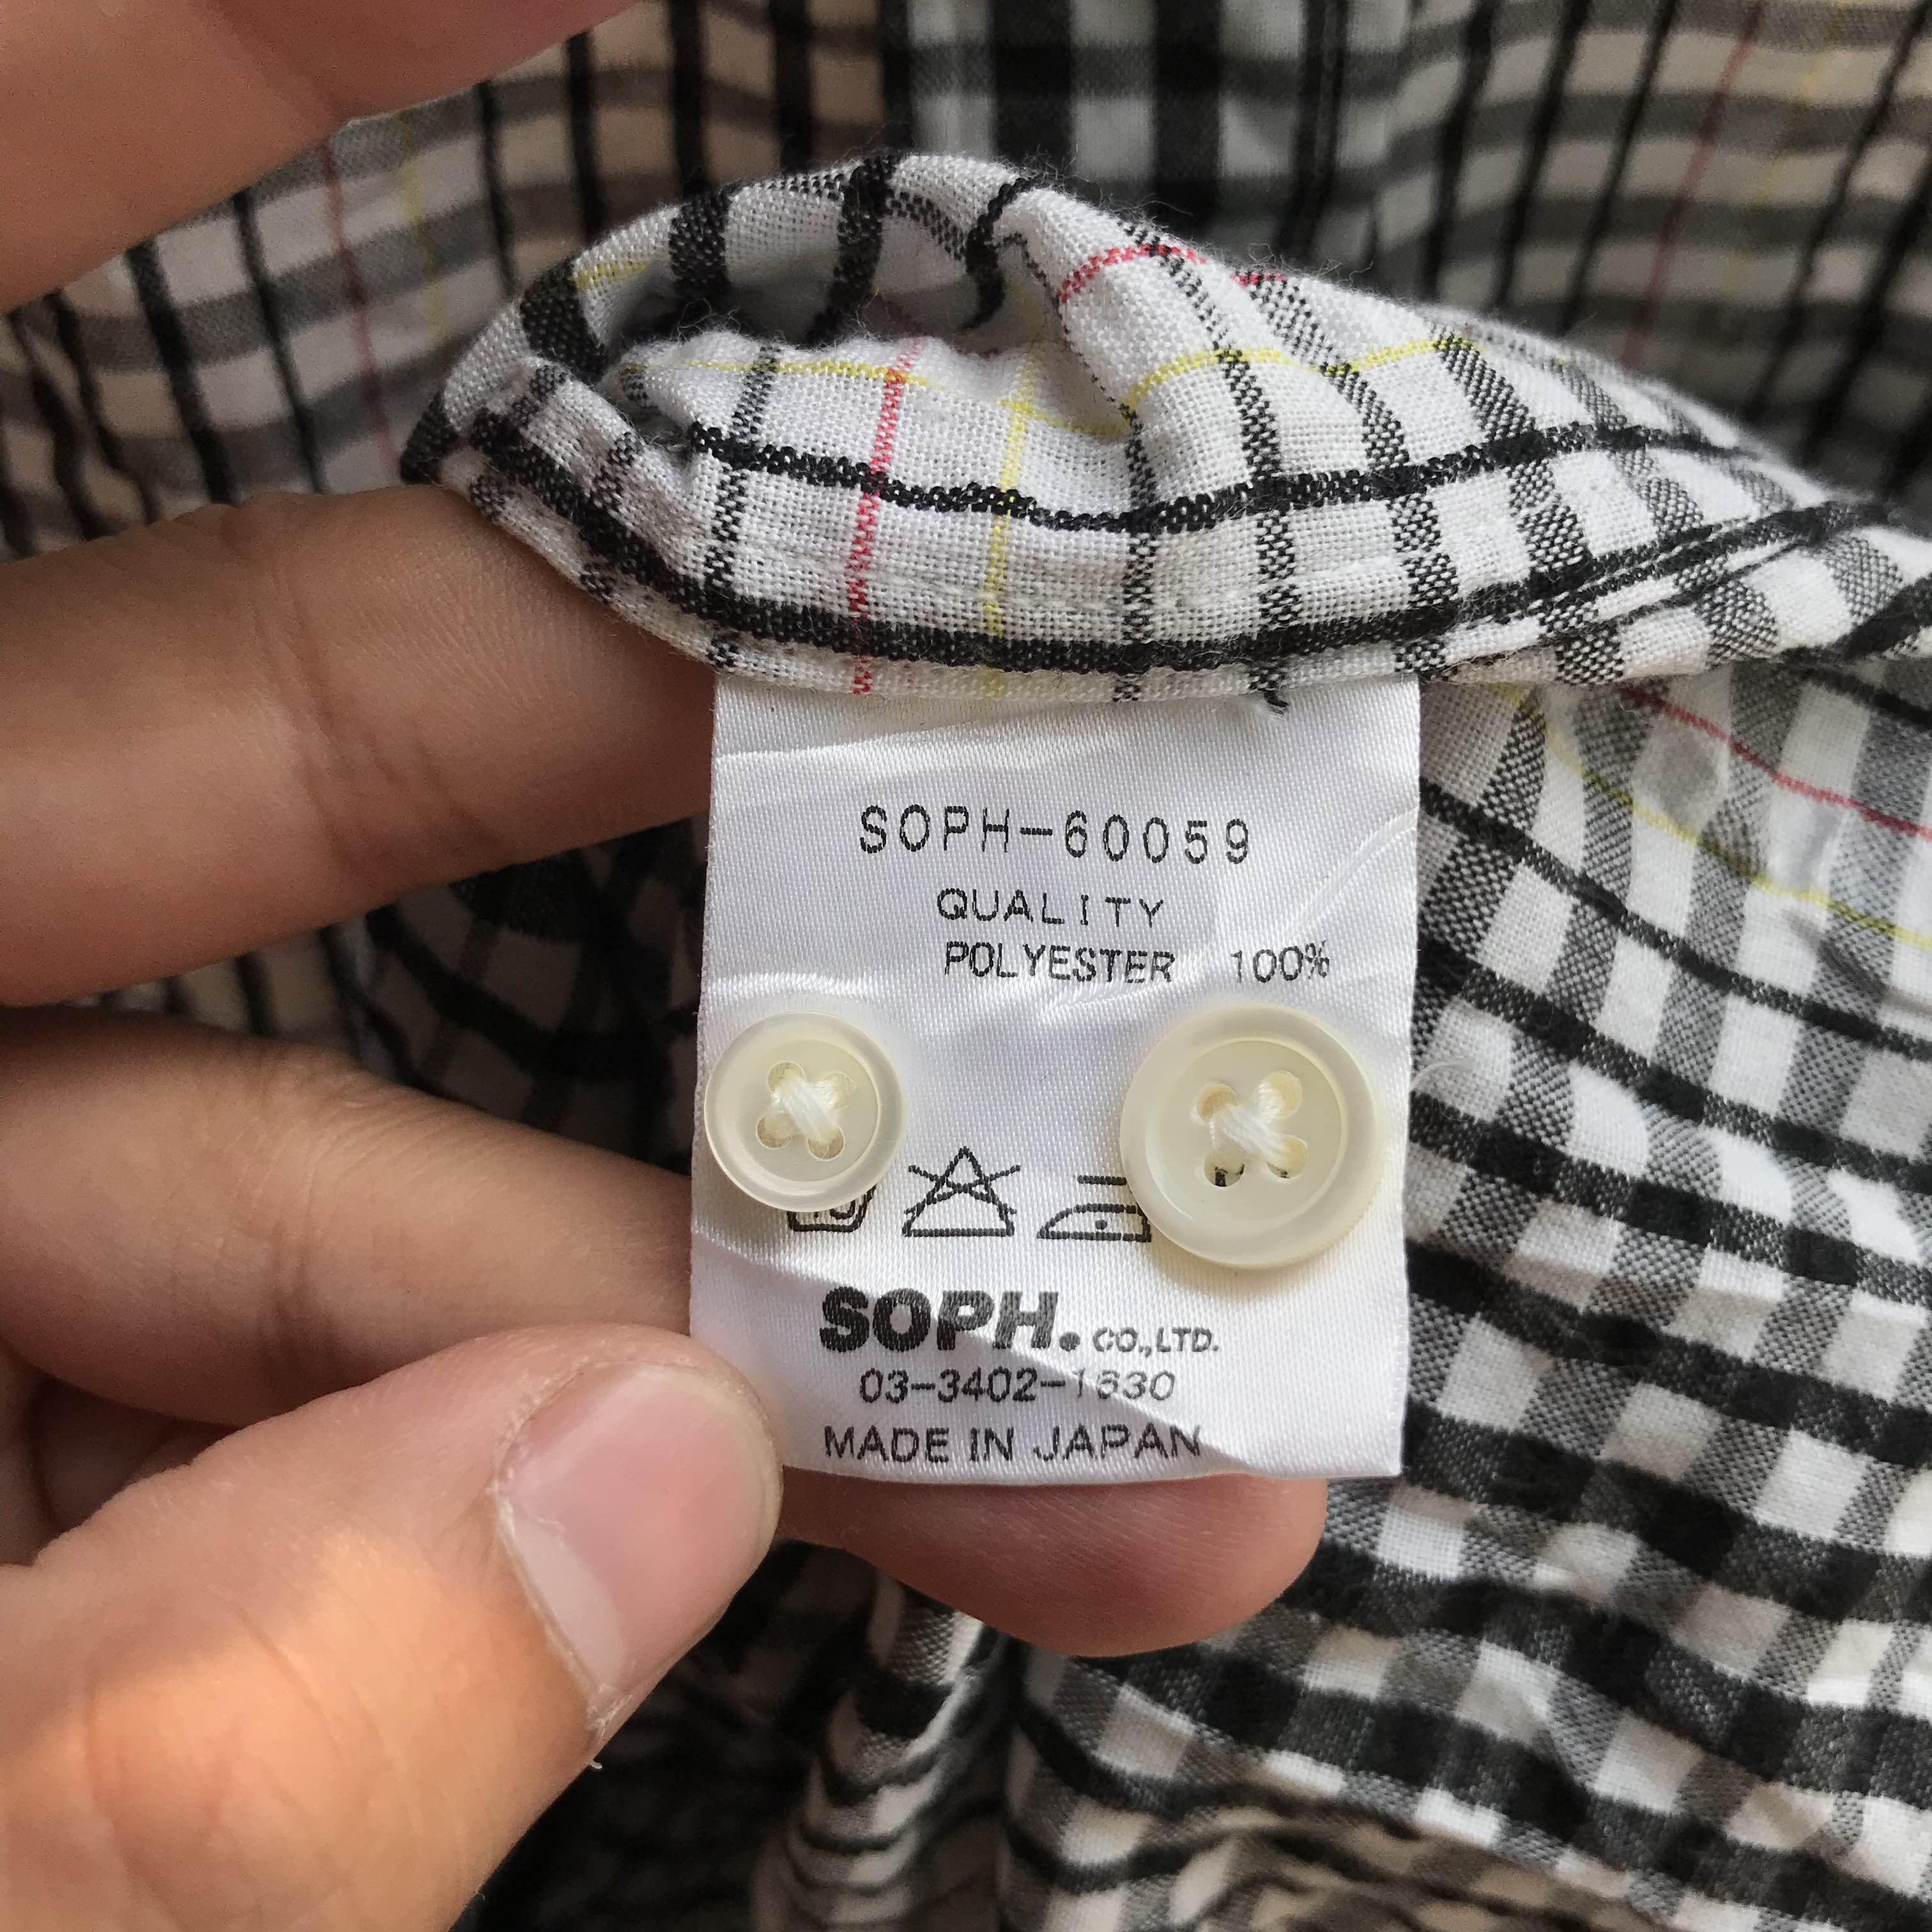 SOPH-60059
QUALITY
POLYESTER 100%
SOPH. CO.,LTD.
03-3402-1630
MADE IN JAPAN